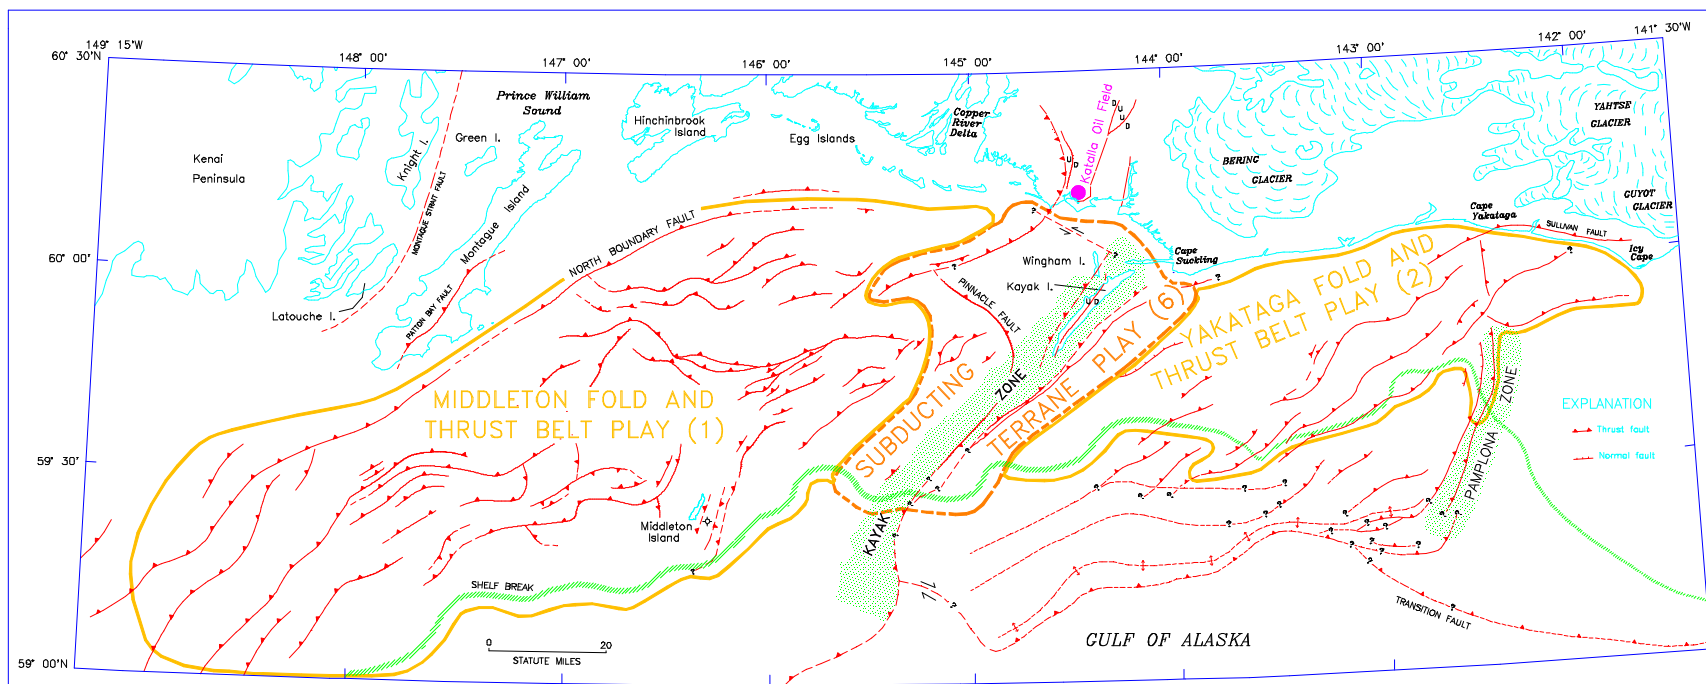 149° 15'W
60° 30'N
148° 00'
147° 00'
146° 00'
145° 00'
144° 00'
143° 00'
142° 00'
141° 30'W
60° 00'
59° 30'
59° 00'N
Kenai
Peninsula
Knight I.
Green I.
Prince William
Sound
MONTAGUE STRAIT FAULT
Montague Island
PATTON BAY FAULT
Latouche I.
Hinchinbrook
Island
Egg Islands
Copper
River
Delta
Katalla Oil Field
D
U
D
U
D
U
D
BERING
GLACIER
YAHTSE
GLACIER
GUYOT
GLACIER
Cape
Yakataga
SULLIVAN FAULT
Icy
Cape
NORTH BOUNDARY FAULT
Wingham I.
Kayak I.
U D
Cape
Suckling
PINNACLE FAULT
MIDDLETON FOLD AND
THRUST BELT PLAY (1)
SUBDUCTING
TERRANE PLAY (6)
YAKATAGA FOLD AND
THRUST BELT PLAY (2)
KAYAK
ZONE
PAMPLONA
ZONE
EXPLANATION
Thrust fault
Normal fault
Middleton
Island
SHELF BREAK
0
20
STATUTE MILES
GULF OF ALASKA
TRANSITION FAULT